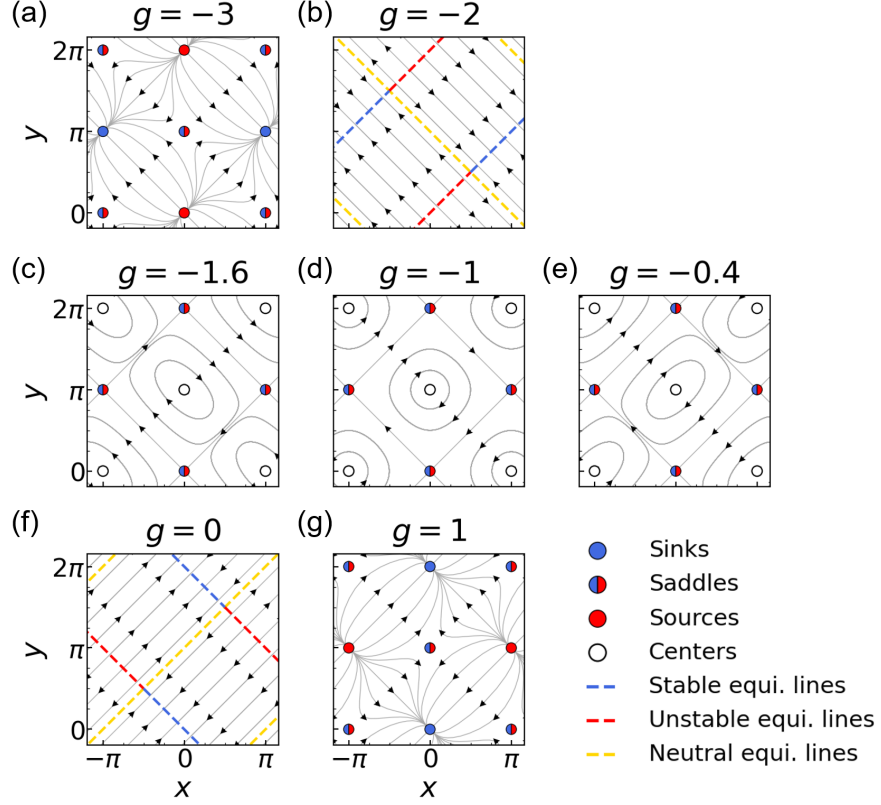 (a) g = −3
(b) g = −2
2π
π
0
y
(c) g = −1.6
(d) g = −1
(e) g = −0.4
2π
π
0
y
(f) g = 0
(g) g = 1
2π
π
0
y
−π 0 π
x
−π 0 π
x
Sinks
Saddles
Sources
Centers
Stable equi. lines
Unstable equi. lines
Neutral equi. lines